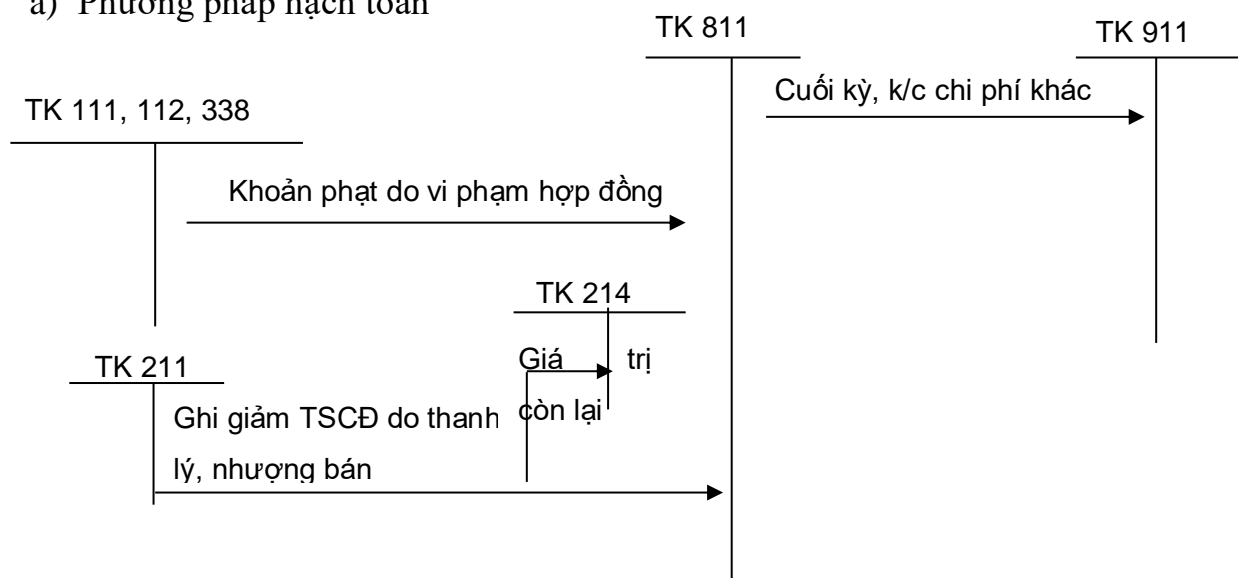 a) Phương pháp hạch toán
TK 811
TK 911
Cuối kỳ, k/c chi phí khác
TK 111, 112, 338
Khoản phạt do vi phạm hợp đồng
TK 214
Giá trị
còn lại
TK 211
Ghi giảm TSCĐ do thanh
lý, nhượng bán